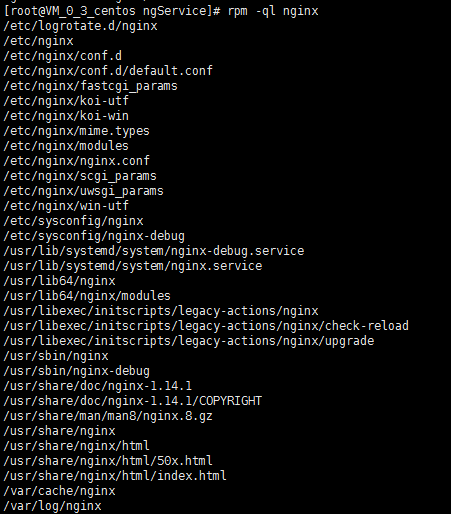 [root@VM_0_3_centos ngService]# rpm -ql nginx
/etc/logrotate.d/nginx
/etc/nginx
/etc/nginx/conf.d
/etc/nginx/conf.d/default.conf
/etc/nginx/fastcgi_params
/etc/nginx/koi-utf
/etc/nginx/koi-win
/etc/nginx/mime.types
/etc/nginx/modules
/etc/nginx/nginx.conf
/etc/nginx/scgi_params
/etc/nginx/uwsgi_params
/etc/nginx/win-utf
/etc/sysconfig/nginx
/etc/sysconfig/nginx-debug
/usr/lib/systemd/system/nginx-debug.service
/usr/lib/systemd/system/nginx.service
/usr/lib64/nginx
/usr/lib64/nginx/modules
/usr/libexec/initscripts/legacy-actions/nginx
/usr/libexec/initscripts/legacy-actions/nginx/check-reload
/usr/libexec/initscripts/legacy-actions/nginx/upgrade
/usr/sbin/nginx
/usr/sbin/nginx-debug
/usr/share/doc/nginx-1.14.1
/usr/share/doc/nginx-1.14.1/COPYRIGHT
/usr/share/man/man8/nginx.8.gz
/usr/share/nginx
/usr/share/nginx/html
/usr/share/nginx/html/50x.html
/usr/share/nginx/html/index.html
/var/cache/nginx
/var/log/nginx